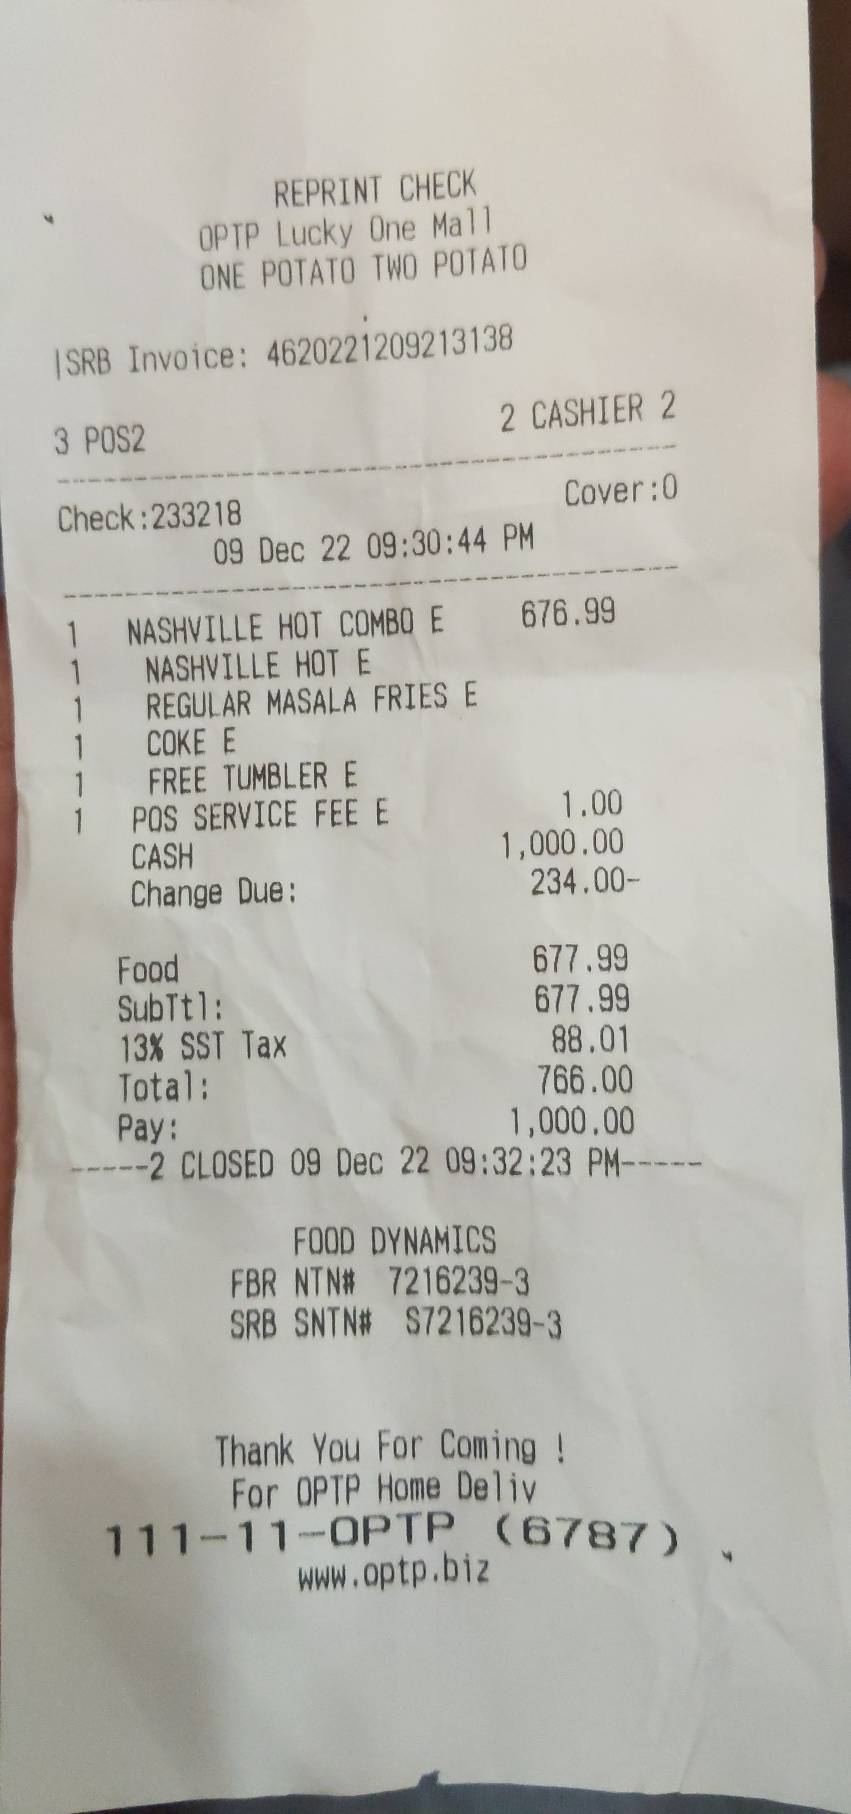 REPRINT CHECK
OPTP Lucky One Mall
ONE POTATO TWO POTATO
|SRB Invoice: 4620221209213138
3 POS2 2 CASHIER 2
Check:233218 Cover:0
09 Dec 22 09:30:44 PM
1 NASHVILLE HOT COMBO E 676.99
1 NASHVILLE HOT E
1 REGULAR MASALA FRIES E
1 COKE E
1 FREE TUMBLER E
1 POS SERVICE FEE E 1.00
CASH 1,000.00
Change Due: 234.00-
Food 677.99
SubTtl: 677.99
13% SST Tax 88.01
Total: 766.00
Pay: 1,000.00
-----2 CLOSED 09 Dec 22 09:32:23 PM-----
FOOD DYNAMICS
FBR NTN# 7216239-3
SRB SNTN# S7216239-3
Thank You For Coming !
For OPTP Home Deliv
111-11-OPTP (6787)
www.optp.biz